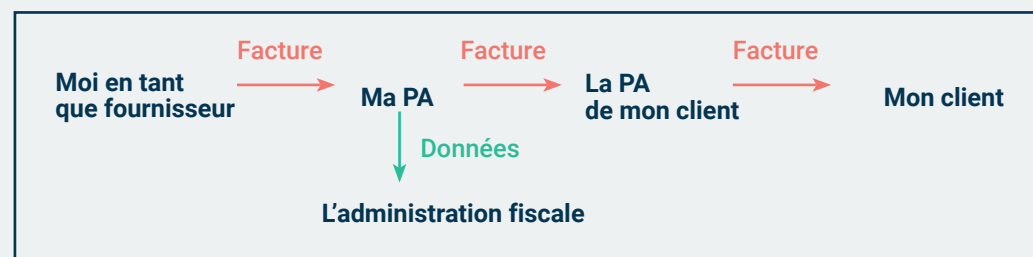 Facture
Facture
Facture
Moi en tant
que fournisseur
Ma PA
La PA
de mon client
Mon client
Données
L’administration fiscale